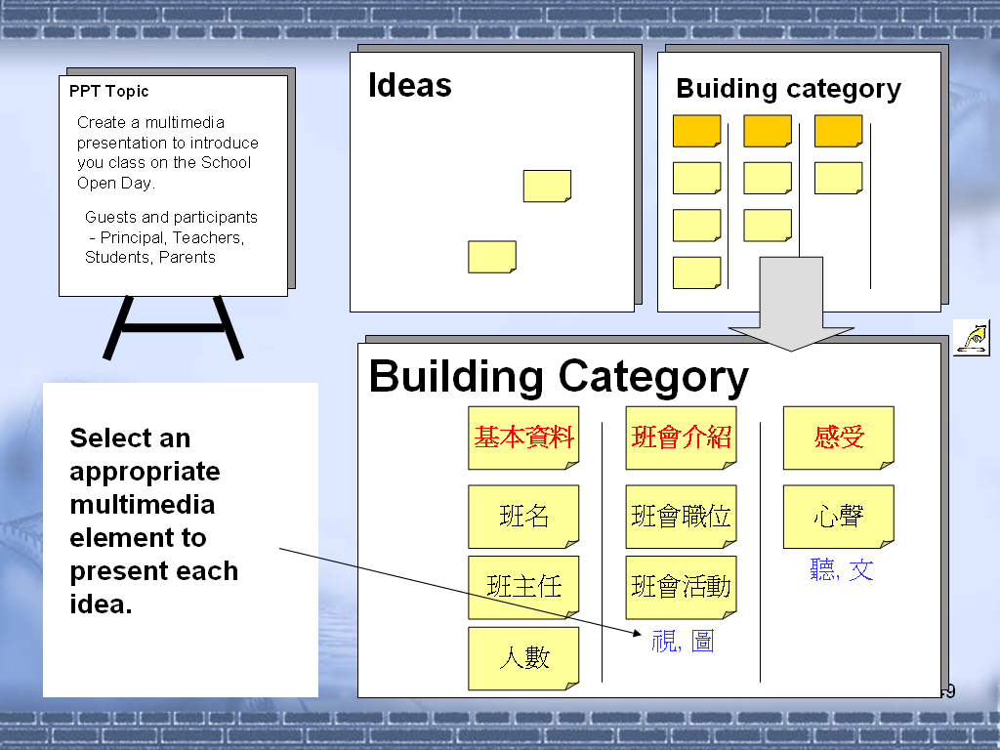 PPT Topic
Create a multimedia
presentation to introduce
you class on the School
Open Day.
Guests and participants
- Principal, Teachers,
Students, Parents
Ideas
Buiding category
Select an
appropriate
multimedia
element to
present each
idea.
Building Category
基本資料
班名
班主任
人數
班會介紹
班會職位
班會活動
視, 圖
感受
心聲
聽, 文